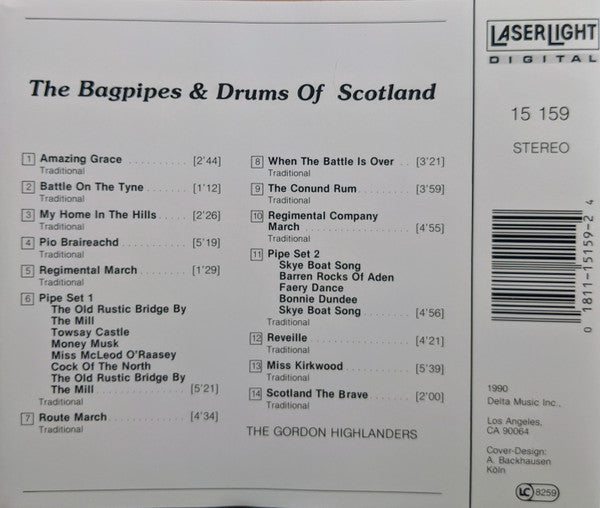 The Bagpipes & Drums Of Scotland
1 Amazing Grace .......... [2'44]
Traditional
2 Battle On The Tyne ....... [1'12]
Traditional
3 My Home In The Hills ..... [2'26]
Traditional
4 Pio Braireachd ........... [5'19]
Traditional
5 Regimental March ........ [1'29]
Traditional
6 Pipe Set 1
The Old Rustic Bridge By
The Mill
Towsay Castle
Money Musk
Miss McLeod O'Raasey
Cock Of The North
The Old Rustic Bridge By
The Mill ................. [5'21]
Traditional
7 Route March ............. [4'34]
Traditional
8 When The Battle Is Over .. [3'21]
Traditional
9 The Conund Rum ........ [3'59]
Traditional
10 Regimental Company
March .................. [4'55]
Traditional
11 Pipe Set 2
Skye Boat Song
Barren Rocks Of Aden
Faery Dance
Bonnie Dundee
Skye Boat Song ......... [4'56]
Traditional
12 Reveille ................ [4'21]
Traditional
13 Miss Kirkwood .......... [5'39]
Traditional
14 Scotland The Brave ...... [2'00]
Traditional
THE GORDON HIGHLANDERS
LASERLIGHT
DIGITAL
15 159
STEREO
0 1811-15159-2 4
1990
Delta Music Inc.,
Los Angeles,
CA 90064
Cover-Design:
A. Backhausen
Köln
LC 8259